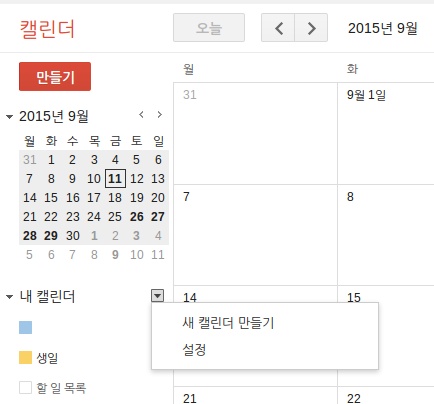 캘린더
오늘
2015년 9월
만들기
2015년 9월
월 화 수 목 금 토 일
31 1 2 3 4 5 6
7 8 9 10 11 12 13
14 15 16 17 18 19 20
21 22 23 24 25 26 27
28 29 30 1 2 3 4
5 6 7 8 9 10 11
내 캘린더
생일
할 일 목록
새 캘린더 만들기
설정
월 화
31 9월 1일
7 8
14 15
21 22